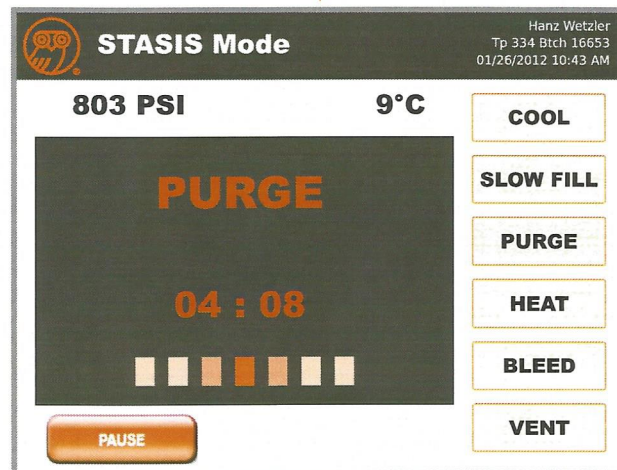 STASIS Mode
Hanz Wetzler
Tp 334 Btch 16653
01/26/2012 10:43 AM
803 PSI 9°C
PURGE
04 : 08
PAUSE
COOL
SLOW FILL
PURGE
HEAT
BLEED
VENT